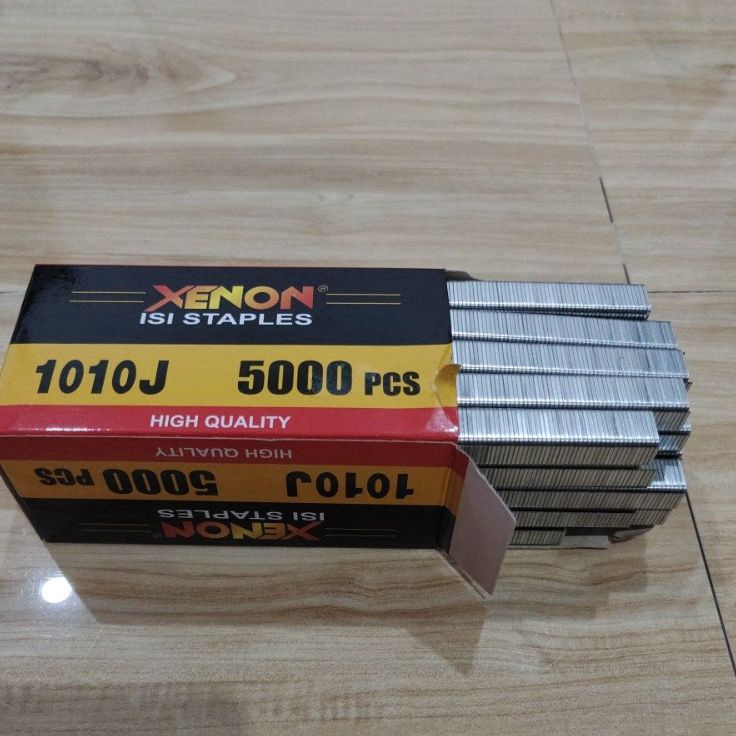 XENON®
ISI STAPLES
1010J 5000 PCS
HIGH QUALITY
HIGH QUALITY
1010J 5000 PCS
XENON
ISI STAPLES